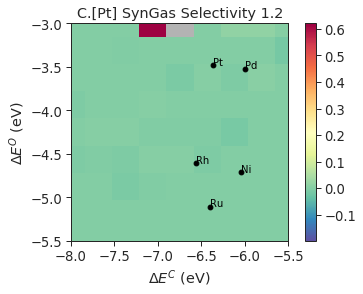 C.[Pt] SynGas Selectivity 1.2
−3.0
−3.5
−4.0
−4.5
−5.0
−5.5
ΔE^O (eV)
Pt
Pd
Rh
Ni
Ru
−8.0 −7.5 −7.0 −6.5 −6.0 −5.5
ΔE^C (eV)
0.6
0.5
0.4
0.3
0.2
0.1
0.0
−0.1